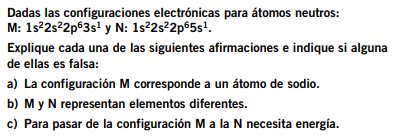 Dadas las configuraciones electrónicas para átomos neutros:
M: 1s²2s²2p⁶3s¹ y N: 1s²2s²2p⁶5s¹.
Explique cada una de las siguientes afirmaciones e indique si alguna
de ellas es falsa:
a) La configuración M corresponde a un átomo de sodio.
b) M y N representan elementos diferentes.
c) Para pasar de la configuración M a la N necesita energía.